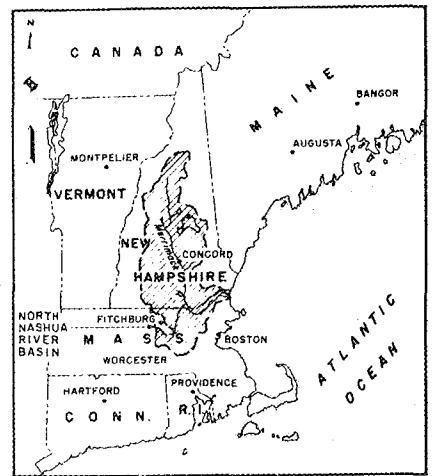 N
CANADA
MAINE
BANGOR
AUGUSTA
MONTPELIER
VERMONT
NEW
Merrimack
CONCORD
HAMPSHIRE
NORTH
NASHUA
RIVER
BASIN
FITCHBURG
MASS
WORCESTER
BOSTON
ATLANTIC
OCEAN
HARTFORD
PROVIDENCE
CONN.
R.I.